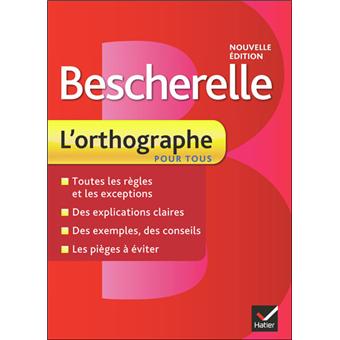 NOUVELLE
ÉDITION
Bescherelle
L'orthographe
POUR TOUS
Toutes les règles
et les exceptions
Des explications claires
Des exemples, des conseils
Les pièges à éviter
Hatier